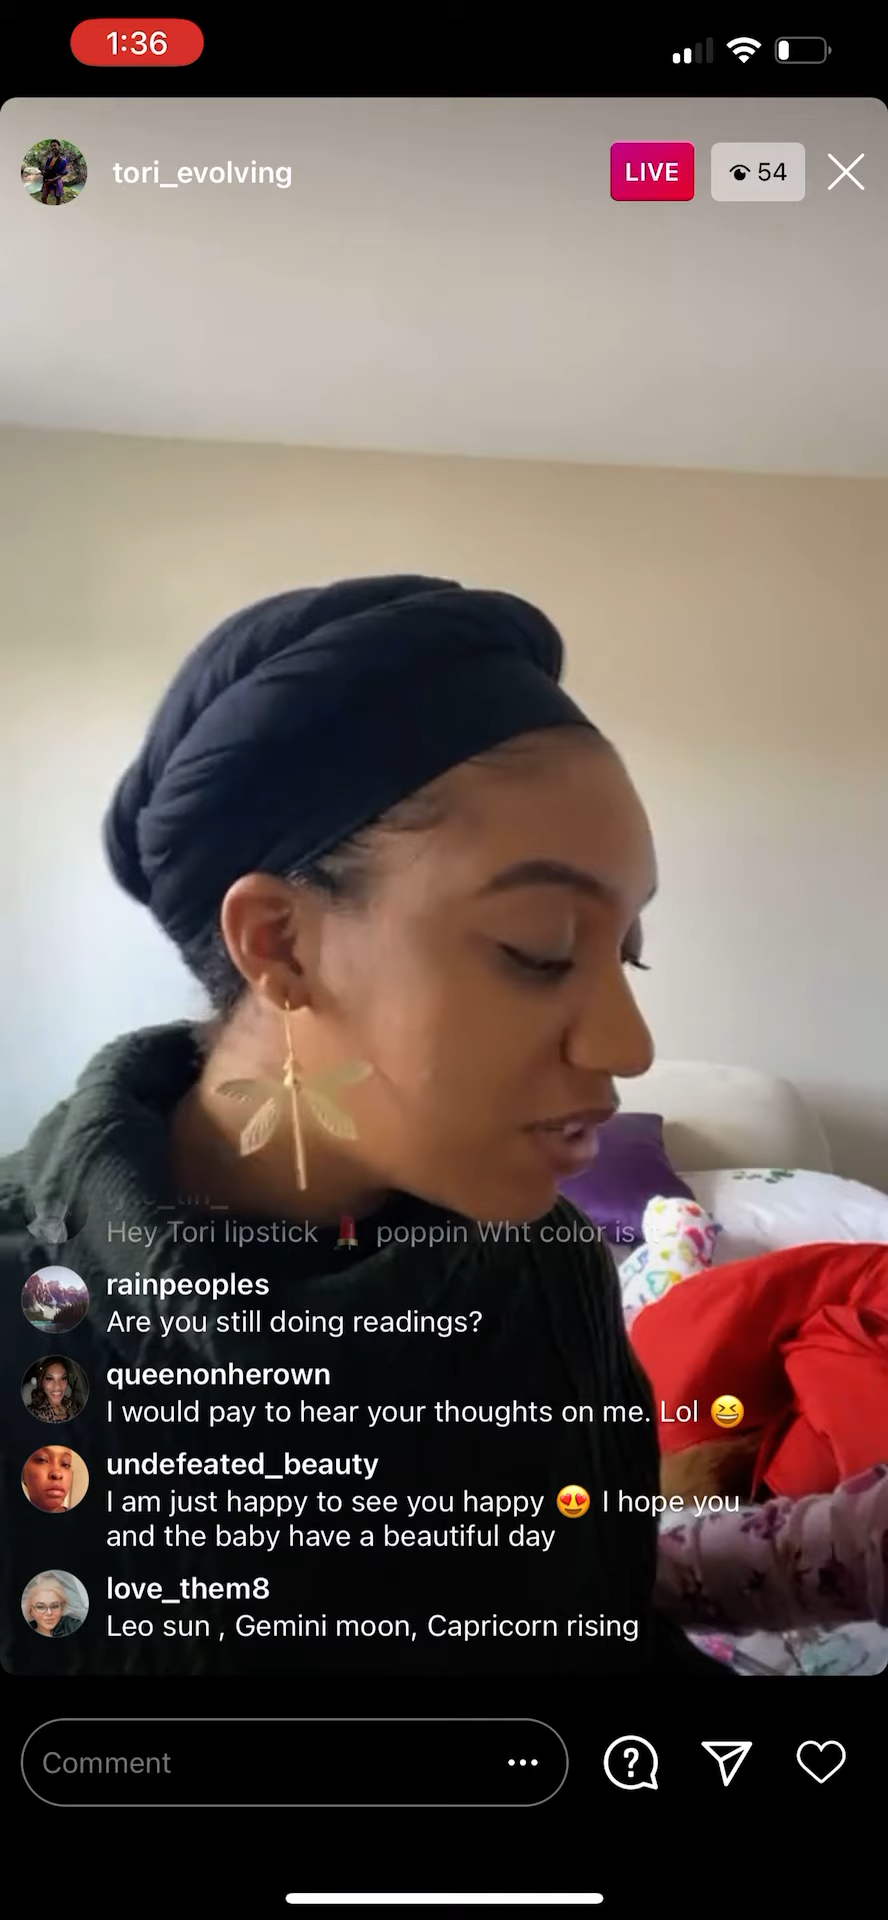 1:36
tori_evolving
LIVE
54
Hey Tori lipstick 💄 poppin Wht color is
rainpeoples
Are you still doing readings?
queenonherown
I would pay to hear your thoughts on me. Lol 😆
undefeated_beauty
I am just happy to see you happy 😍 I hope you
and the baby have a beautiful day
love_them8
Leo sun , Gemini moon, Capricorn rising
Comment